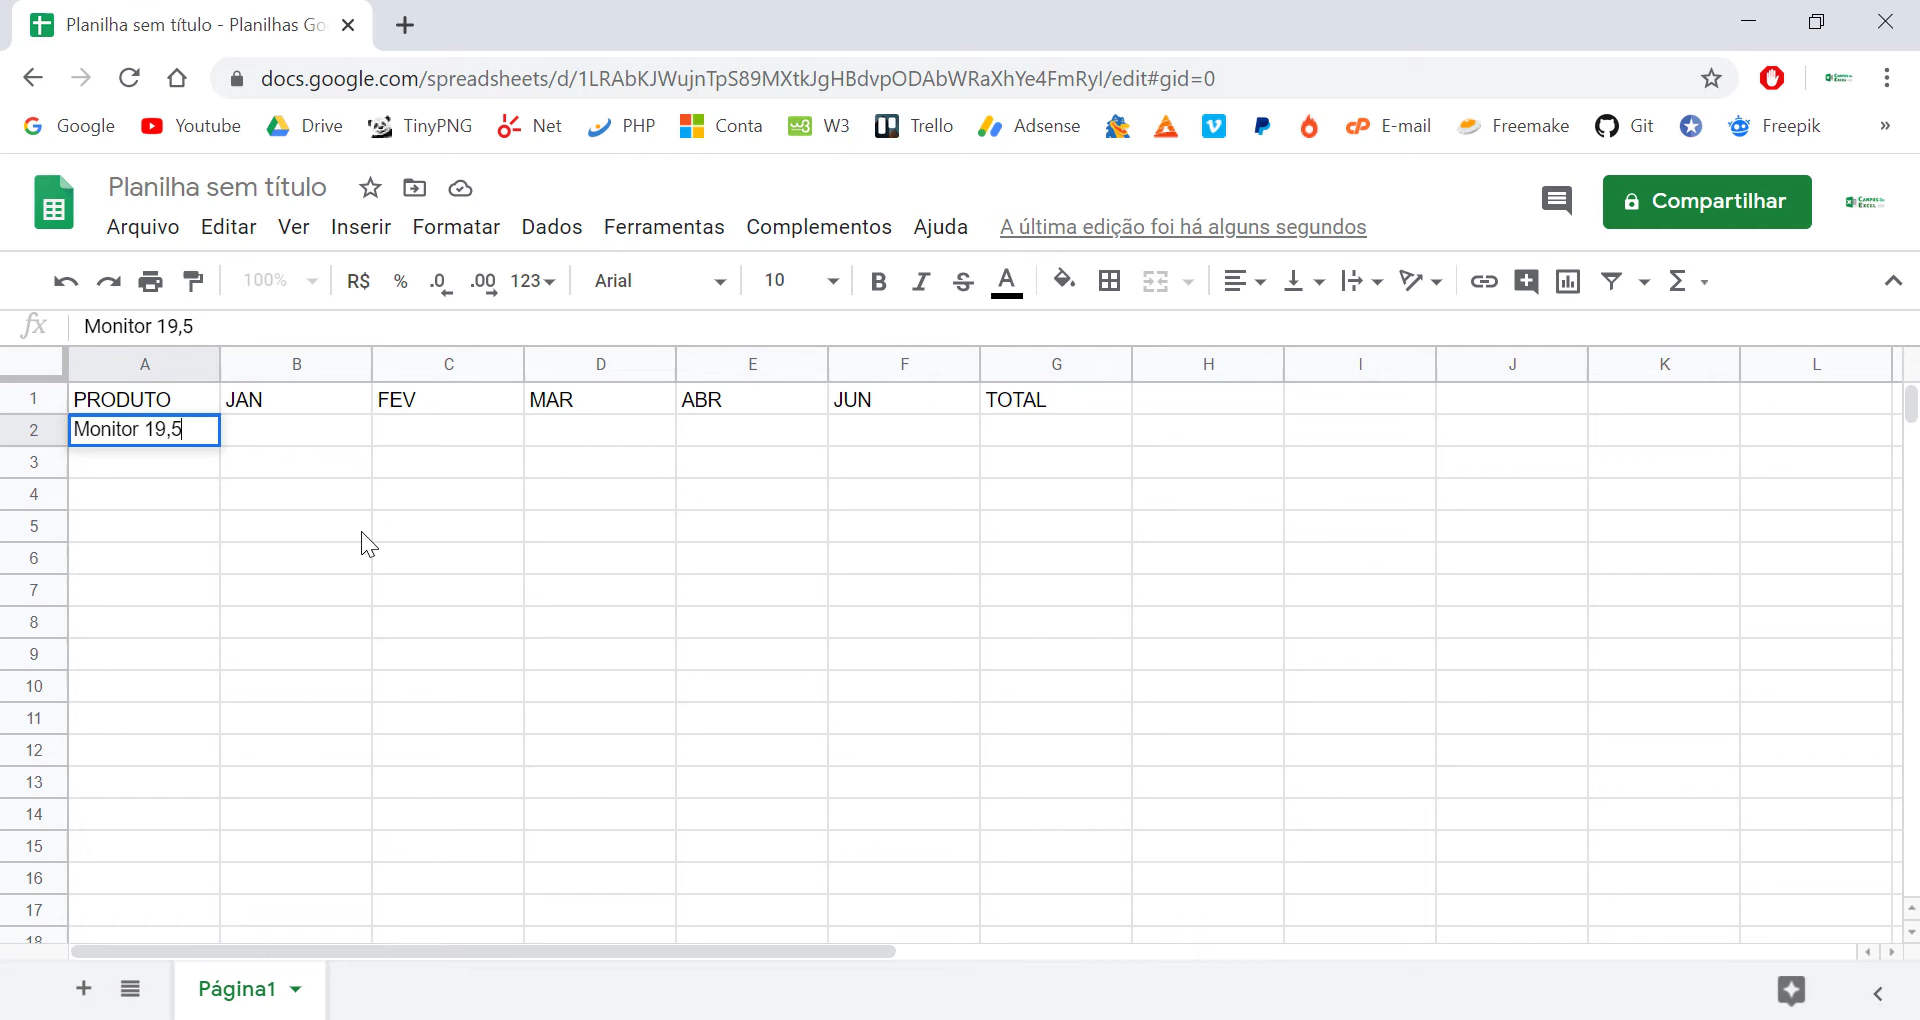 Planilha sem título - Planilhas Go
docs.google.com/spreadsheets/d/1LRAbKJWujnTpS89MXtkJgHBdvpODAbWRaXhYe4FmRyI/edit#gid=0
Google Youtube Drive TinyPNG Net PHP Conta W3 Trello Adsense E-mail Freemake Git Freepik »
Planilha sem título
Compartilhar
Arquivo Editar Ver Inserir Formatar Dados Ferramentas Complementos Ajuda A última edição foi há alguns segundos
100% R$ % .0 .00 123 Arial 10 B I S A
fx Monitor 19,5
A B C D E F G H I J K L
1 PRODUTO JAN FEV MAR ABR JUN TOTAL
2 Monitor 19,5
3
4
5
6
7
8
9
10
11
12
13
14
15
16
17
18
Página1